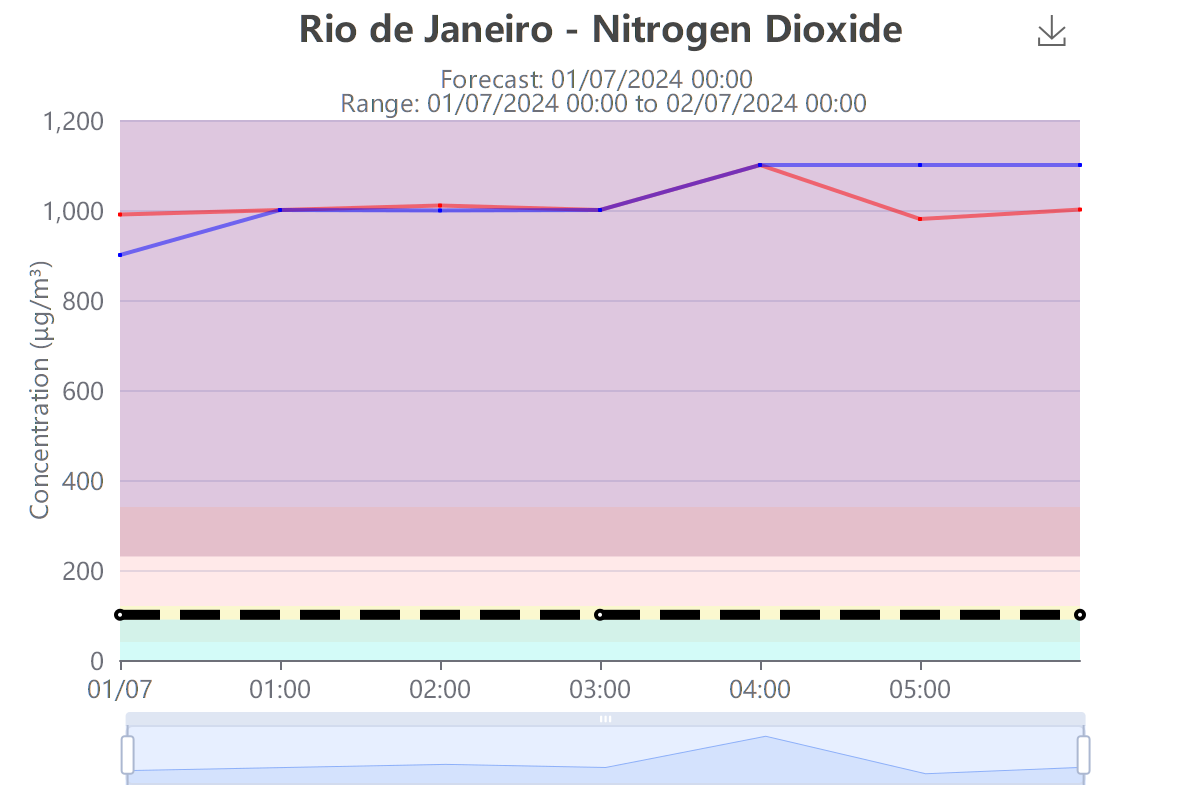 Rio de Janeiro - Nitrogen Dioxide
Forecast: 01/07/2024 00:00
Range: 01/07/2024 00:00 to 02/07/2024 00:00
Concentration (µg/m³)
1,200
1,000
800
600
400
200
0
01/07 01:00 02:00 03:00 04:00 05:00